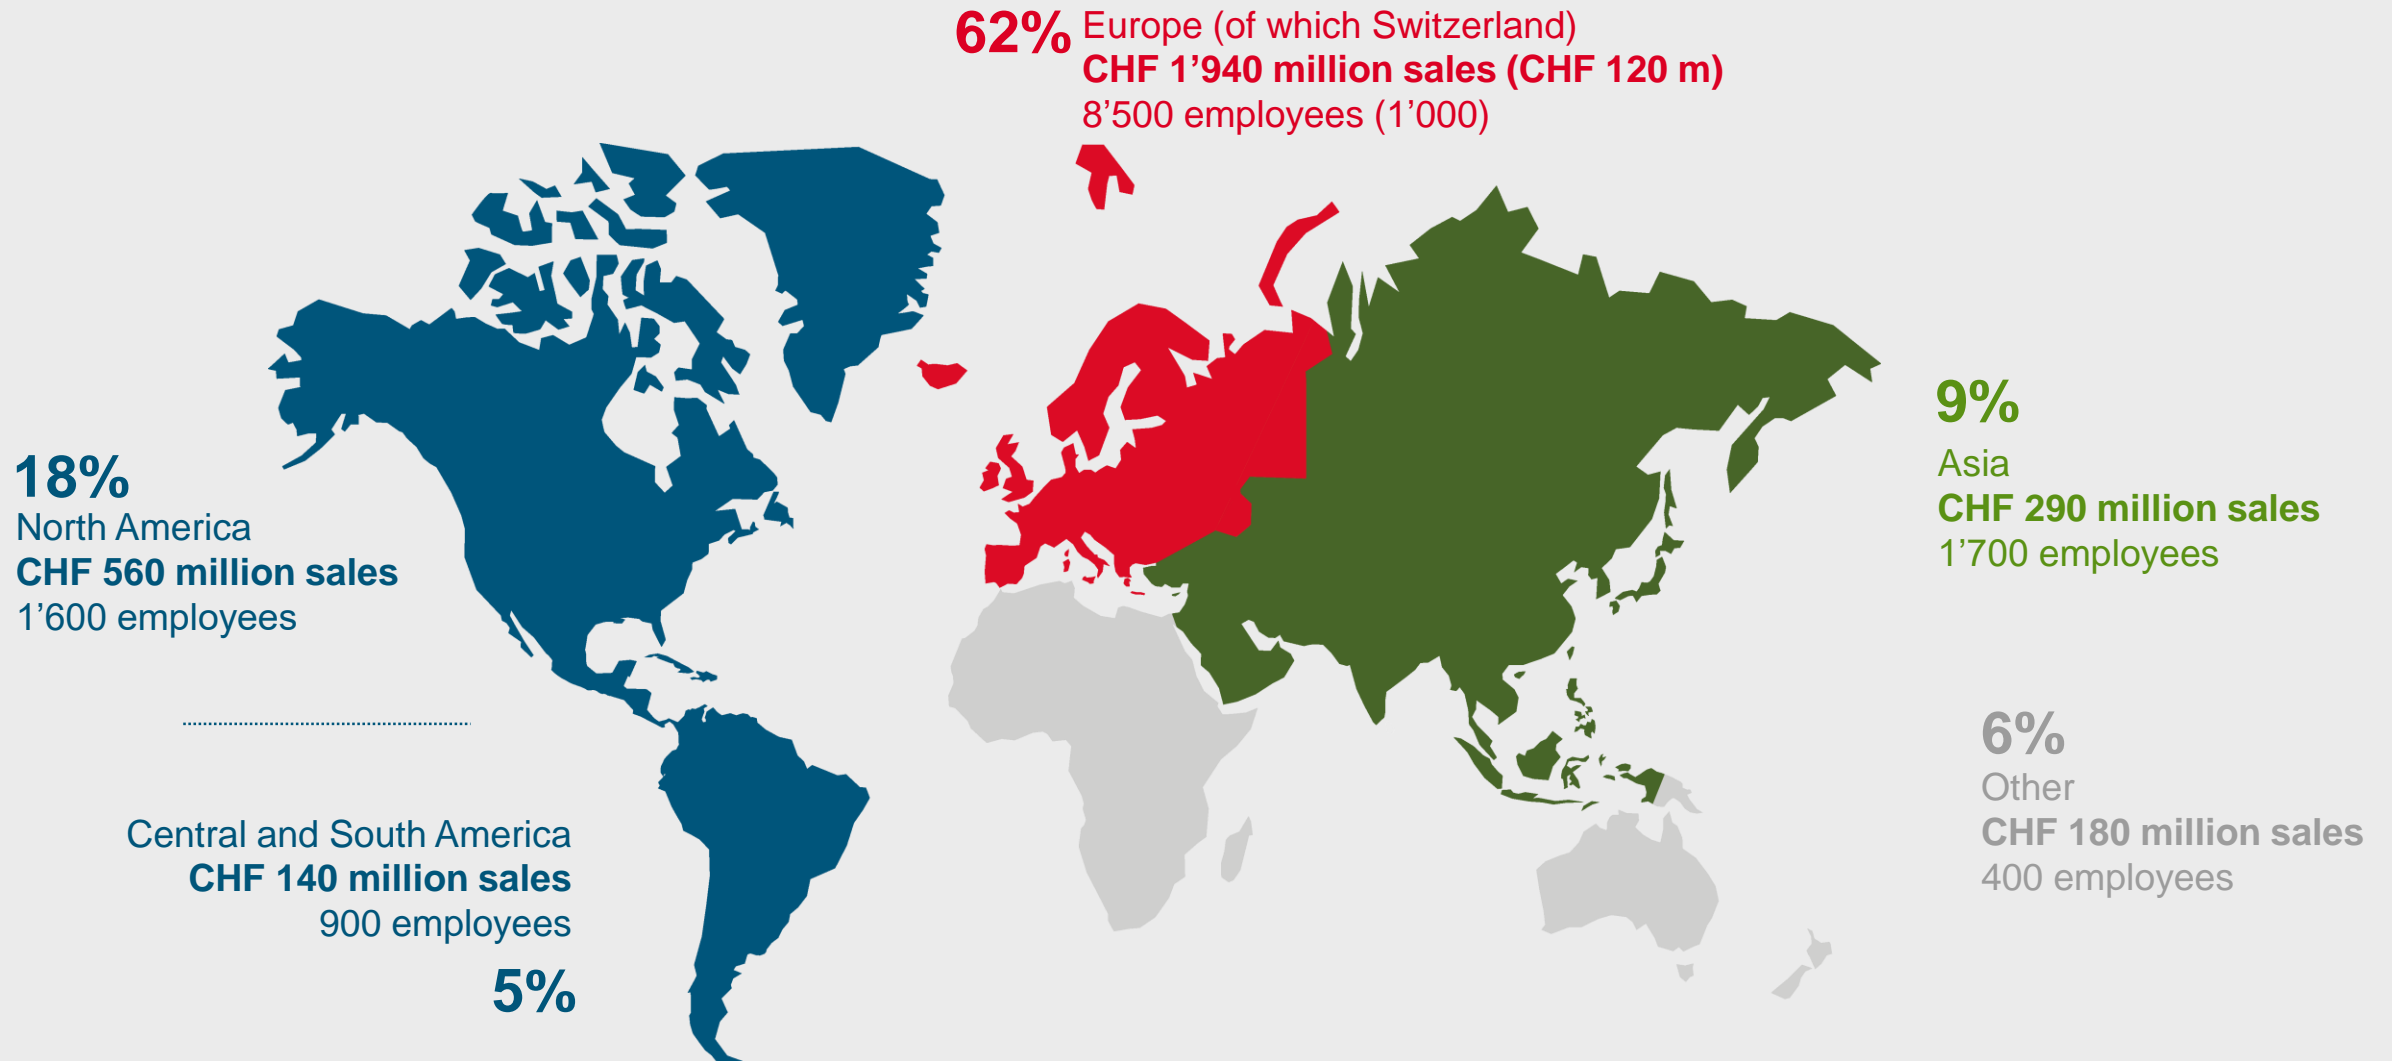 62% Europe (of which Switzerland)
CHF 1’940 million sales (CHF 120 m)
8’500 employees (1’000)
18%
North America
CHF 560 million sales
1’600 employees
Central and South America
CHF 140 million sales
900 employees
5%
9%
Asia
CHF 290 million sales
1’700 employees
6%
Other
CHF 180 million sales
400 employees